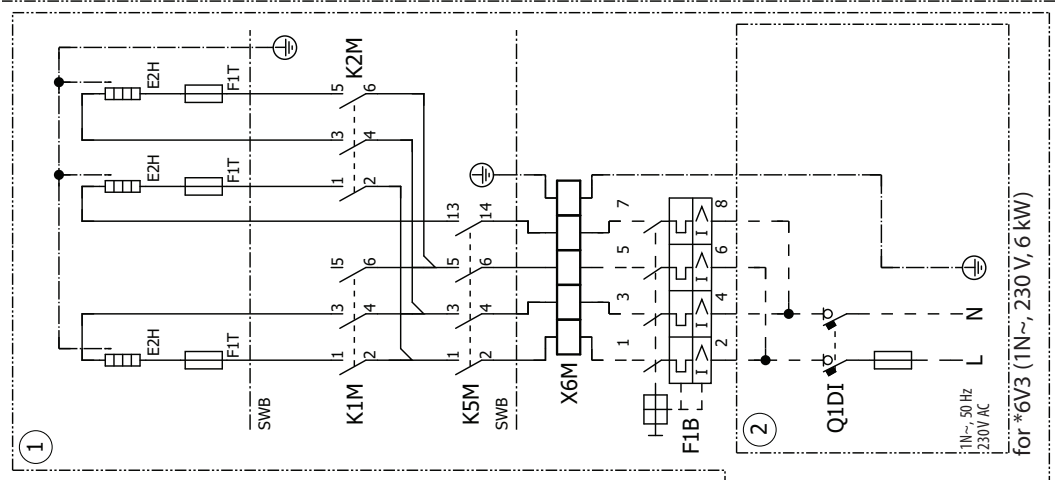 1
E2H
F1T
E2H
F1T
E2H
F1T
SWB
K1M
1 3 5
2 4 6
K2M
1 3 5
2 4 6
K5M
1 3 5 13
2 4 6 14
SWB
X6M
1 3 5 7
F1B
I> I> I> I>
2 4 6 8
2
Q1DI
L N
1N~, 50 Hz
230V AC
for *6V3 (1N~, 230 V, 6 kW)